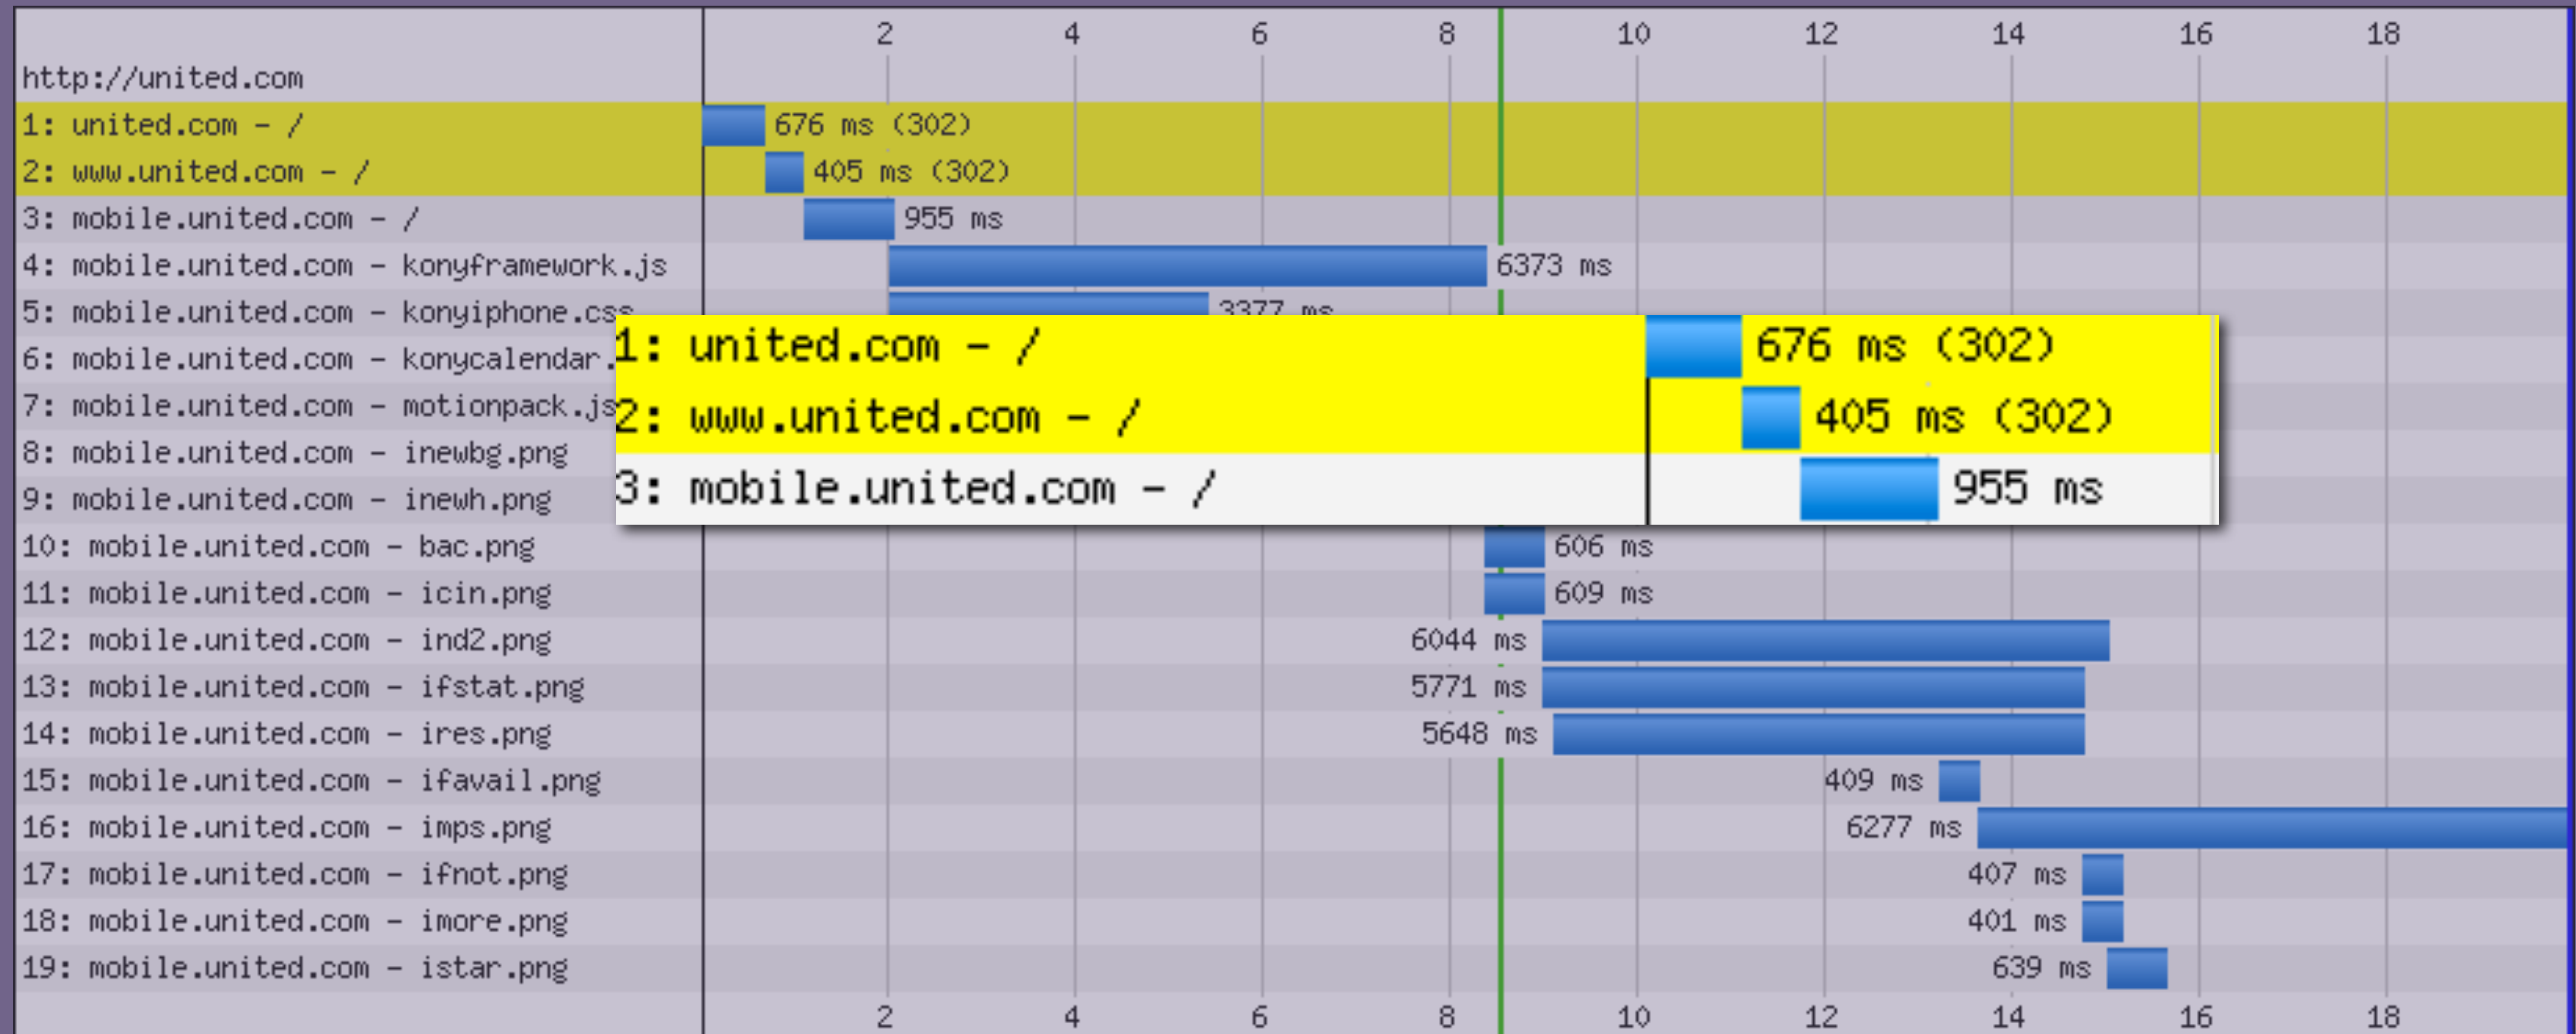 2 4 6 8 10 12 14 16 18
http://united.com
1: united.com - / 676 ms (302)
2: www.united.com - / 405 ms (302)
3: mobile.united.com - / 955 ms
4: mobile.united.com - konyframework.js 6373 ms
5: mobile.united.com - konyiphone.css 3377 ms
6: mobile.united.com - konycalendar.
7: mobile.united.com - motionpack.js
8: mobile.united.com - inewbg.png
9: mobile.united.com - inewh.png
1: united.com - / 676 ms (302)
2: www.united.com - / 405 ms (302)
3: mobile.united.com - / 955 ms
10: mobile.united.com - bac.png 606 ms
11: mobile.united.com - icin.png 609 ms
12: mobile.united.com - ind2.png 6044 ms
13: mobile.united.com - ifstat.png 5771 ms
14: mobile.united.com - ires.png 5648 ms
15: mobile.united.com - ifavail.png 409 ms
16: mobile.united.com - imps.png 6277 ms
17: mobile.united.com - ifnot.png 407 ms
18: mobile.united.com - imore.png 401 ms
19: mobile.united.com - istar.png 639 ms
2 4 6 8 10 12 14 16 18